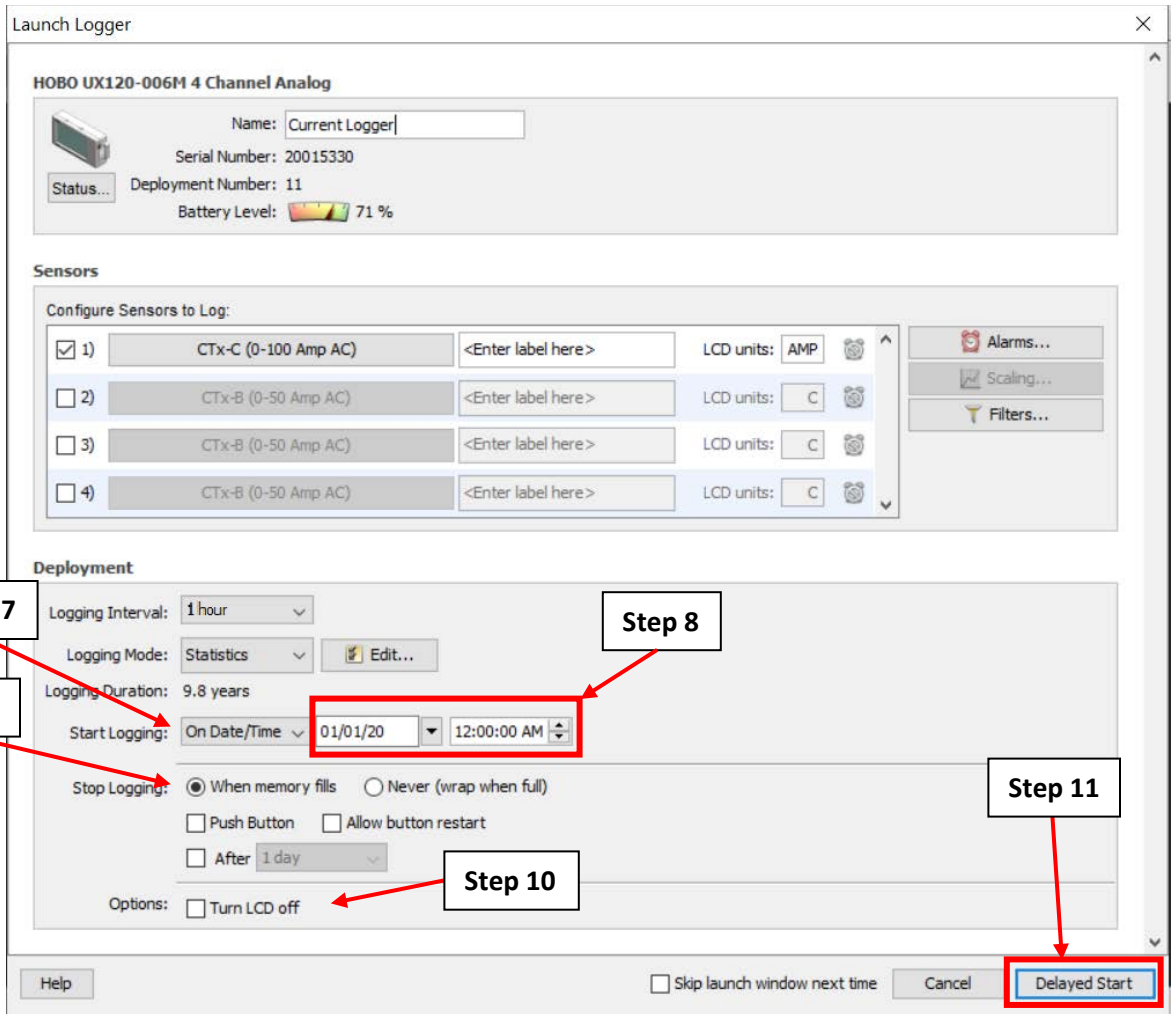 Launch Logger
HOBO UX120-006M 4 Channel Analog
Name: Current Logger
Serial Number: 20015330
Status... Deployment Number: 11
Battery Level: 71 %
Sensors
Configure Sensors to Log:
1) CTx-C (0-100 Amp AC) <Enter label here> LCD units: AMP Alarms...
Scaling...
2) CTx-B (0-50 Amp AC) <Enter label here> LCD units: C
Filters...
3) CTx-B (0-50 Amp AC) <Enter label here> LCD units: C
4) CTx-B (0-50 Amp AC) <Enter label here> LCD units: C
Deployment
7
Logging Interval: 1 hour
Step 8
Logging Mode: Statistics Edit...
Logging Duration: 9.8 years
Start Logging: On Date/Time 01/01/20 12:00:00 AM
Stop Logging: When memory fills Never (wrap when full)
Step 11
Push Button Allow button restart
After 1 day
Step 10
Options: Turn LCD off
Help Skip launch window next time Cancel Delayed Start